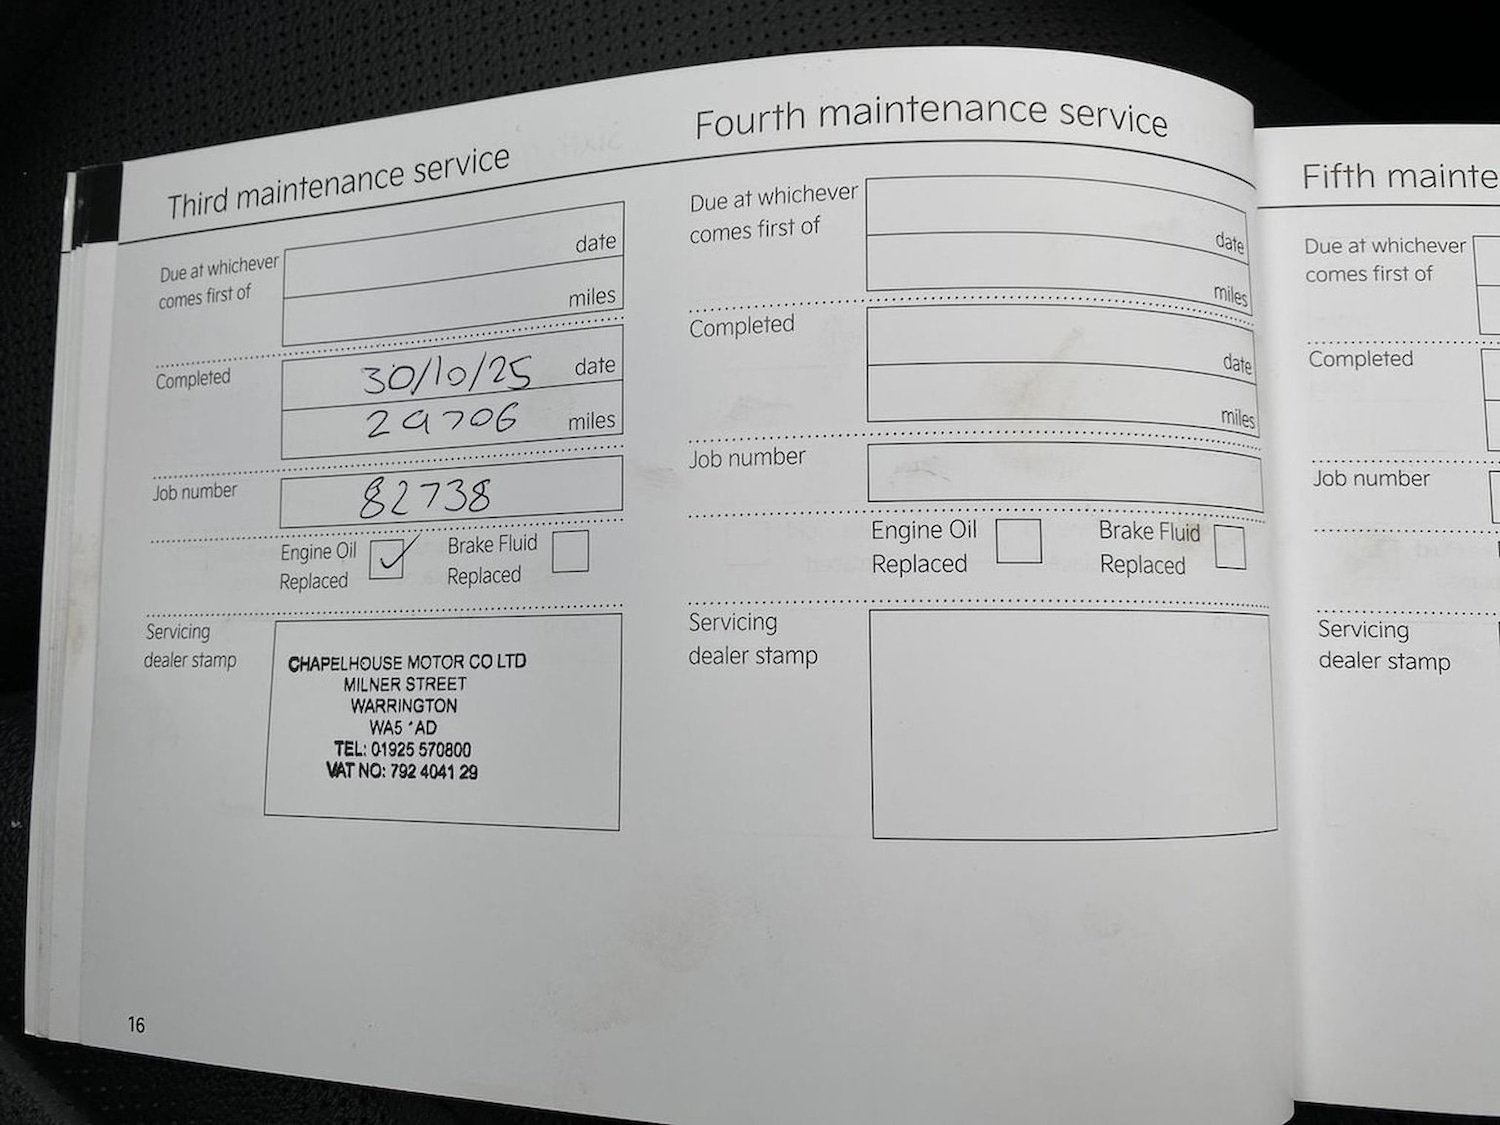 Third maintenance service
Due at whichever
comes first of
date
miles
Completed
30/10/25 date
29706 miles
Job number
82738
Engine Oil
Replaced
Brake Fluid
Replaced
Servicing
dealer stamp
CHAPELHOUSE MOTOR CO LTD
MILNER STREET
WARRINGTON
WA5 AD
TEL: 01925 570800
VAT NO: 792 4041 29
16
Fourth maintenance service
Due at whichever
comes first of
date
miles
Completed
date
miles
Job number
Engine Oil
Replaced
Brake Fluid
Replaced
Servicing
dealer stamp
Fifth mainte
Due at whichever
comes first of
Completed
Job number
Servicing
dealer stamp